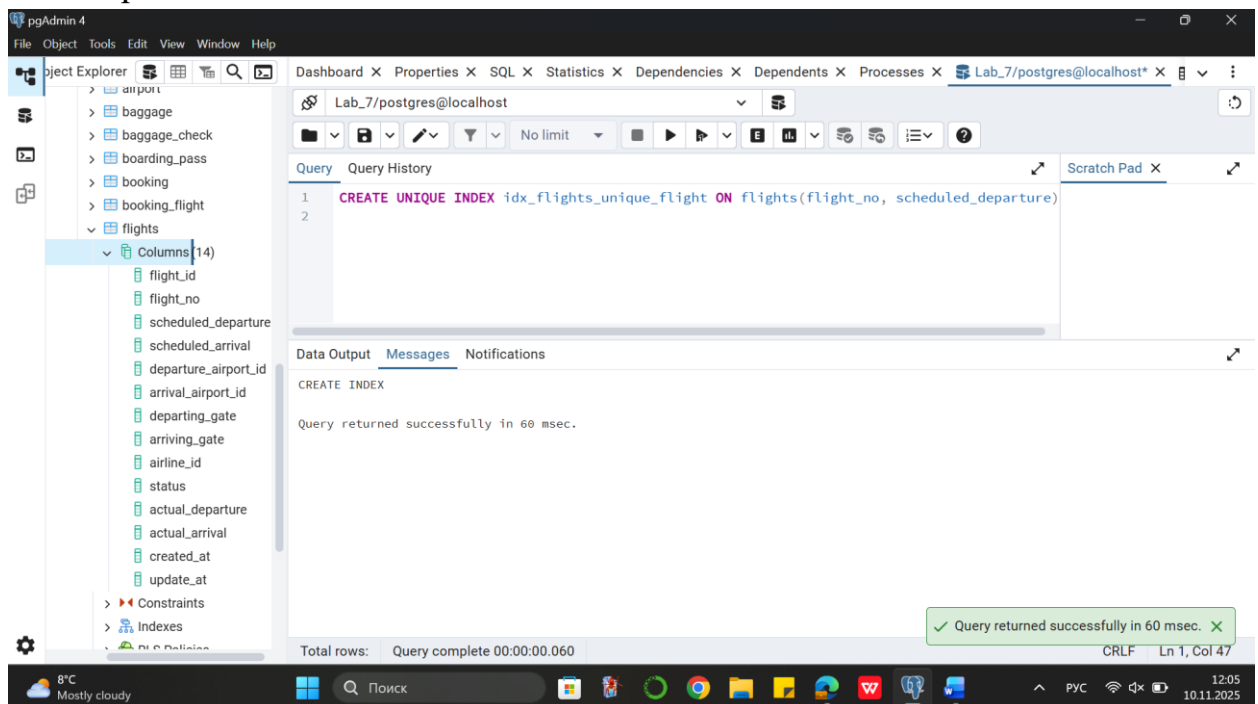 pgAdmin 4
File Object Tools Edit View Window Help
bject Explorer
Dashboard X Properties X SQL X Statistics X Dependencies X Dependents X Processes X Lab_7/postgres@localhost* X
airport
baggage
baggage_check
boarding_pass
booking
booking_flight
flights
Columns (14)
flight_id
flight_no
scheduled_departure
scheduled_arrival
departure_airport_id
arrival_airport_id
departing_gate
arriving_gate
airline_id
status
actual_departure
actual_arrival
created_at
update_at
Constraints
Indexes
RLS Policies
Lab_7/postgres@localhost
No limit
Query Query History
Scratch Pad X
1 CREATE UNIQUE INDEX idx_flights_unique_flight ON flights(flight_no, scheduled_departure)
2
Data Output Messages Notifications
CREATE INDEX
Query returned successfully in 60 msec.
Query returned successfully in 60 msec.
Total rows: Query complete 00:00:00.060
CRLF Ln 1, Col 47
8°C
Mostly cloudy
Поиск
РУС
12:05
10.11.2025